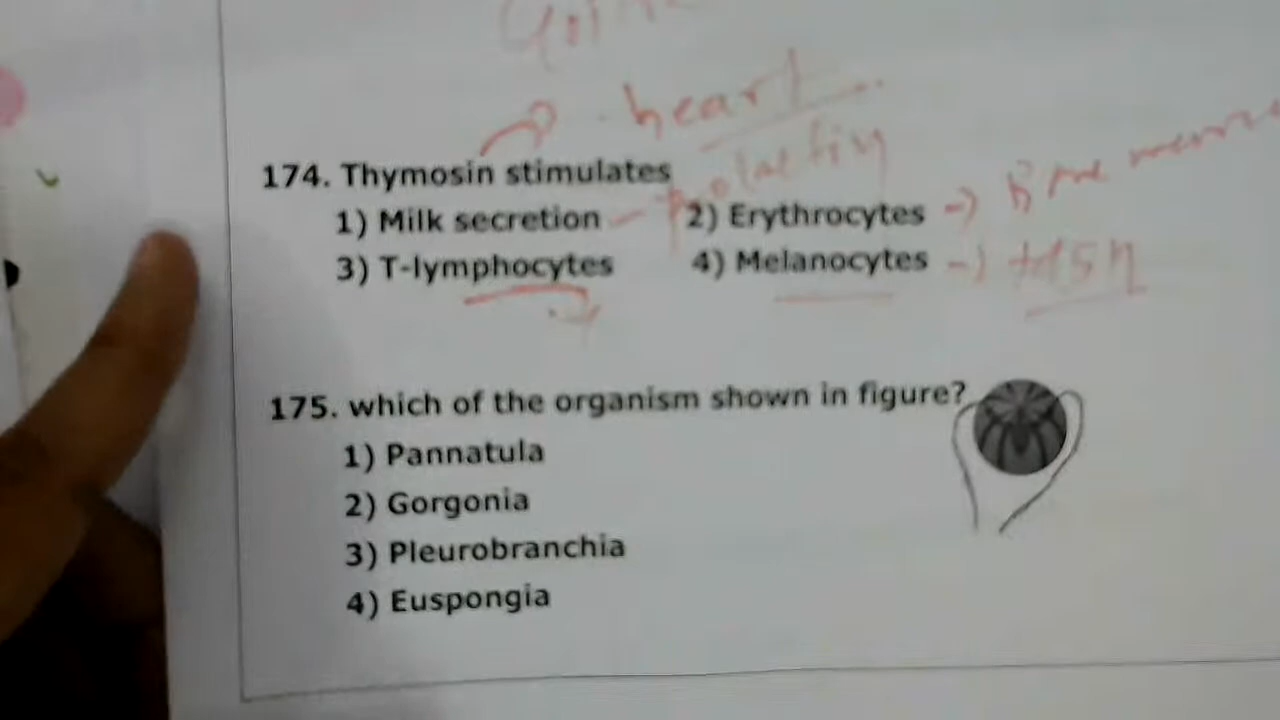 heart
174. Thymosin stimulates
prolactin
1) Milk secretion 2) Erythrocytes
3) T-lymphocytes 4) Melanocytes
175. which of the organism shown in figure?
1) Pannatula
2) Gorgonia
3) Pleurobranchia
4) Euspongia